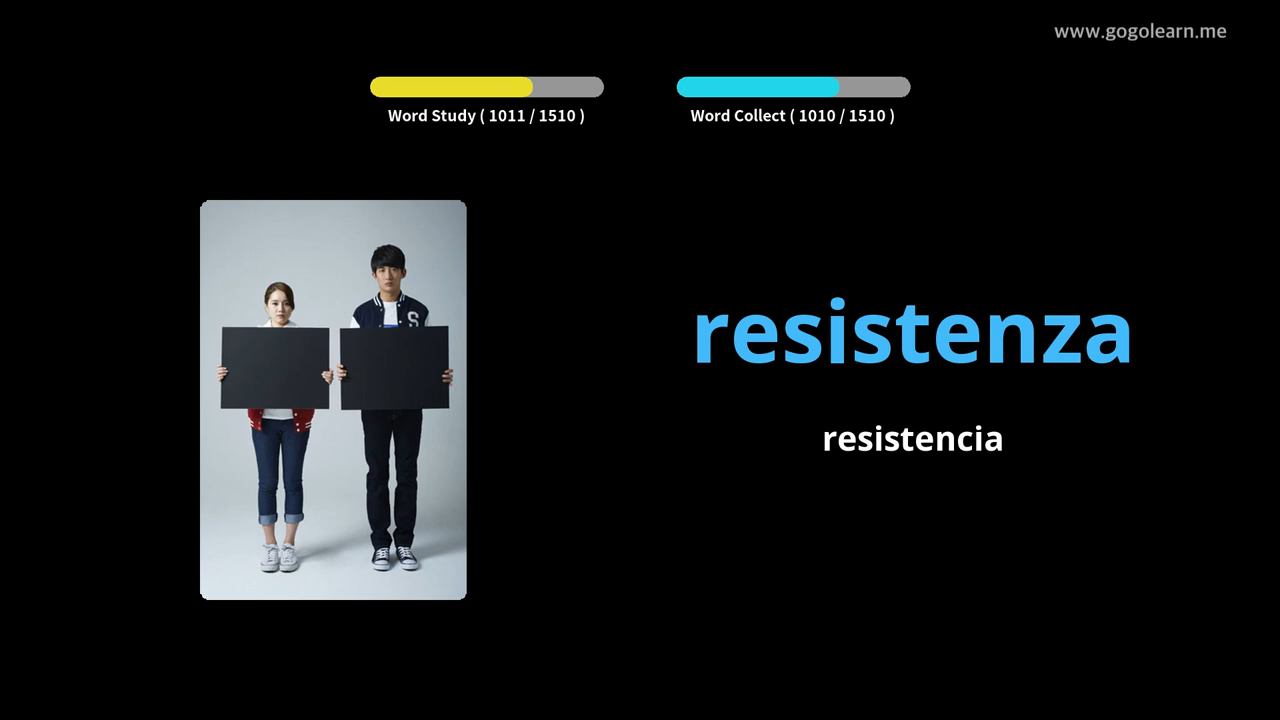 www.gogolearn.me
Word Study ( 1011 / 1510 )
Word Collect ( 1010 / 1510 )
S
resistenza
resistencia